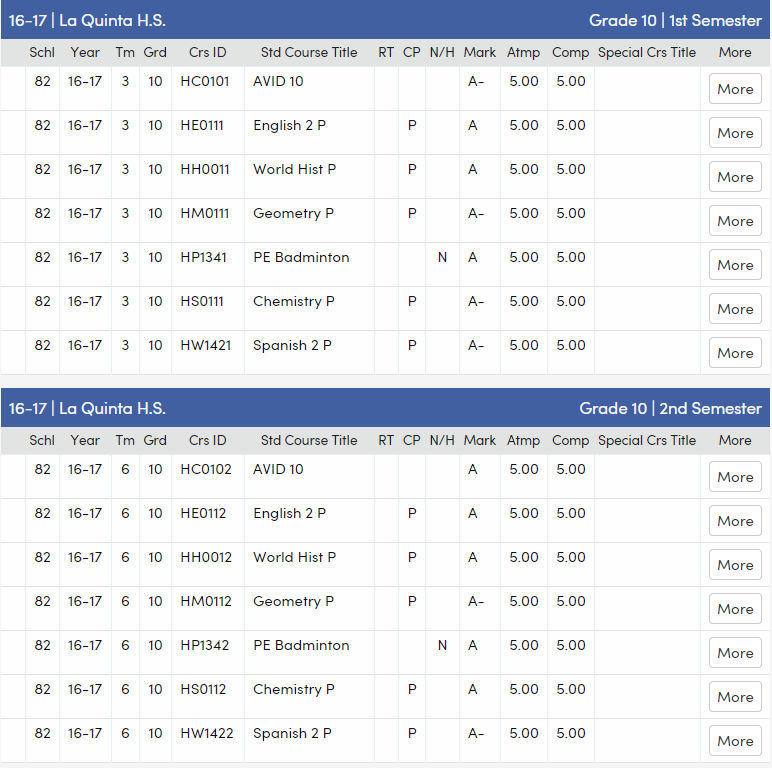 16-17 | La Quinta H.S. Grade 10 | 1st Semester
Schl Year Tm Grd Crs ID Std Course Title RT CP N/H Mark Atmp Comp Special Crs Title More
82 16-17 3 10 HC0101 AVID 10 A- 5.00 5.00 More
82 16-17 3 10 HE0111 English 2 P P A 5.00 5.00 More
82 16-17 3 10 HH0011 World Hist P P A 5.00 5.00 More
82 16-17 3 10 HM0111 Geometry P P A- 5.00 5.00 More
82 16-17 3 10 HP1341 PE Badminton N A 5.00 5.00 More
82 16-17 3 10 HS0111 Chemistry P P A- 5.00 5.00 More
82 16-17 3 10 HW1421 Spanish 2 P P A- 5.00 5.00 More
16-17 | La Quinta H.S. Grade 10 | 2nd Semester
Schl Year Tm Grd Crs ID Std Course Title RT CP N/H Mark Atmp Comp Special Crs Title More
82 16-17 6 10 HC0102 AVID 10 A 5.00 5.00 More
82 16-17 6 10 HE0112 English 2 P P A 5.00 5.00 More
82 16-17 6 10 HH0012 World Hist P P A 5.00 5.00 More
82 16-17 6 10 HM0112 Geometry P P A- 5.00 5.00 More
82 16-17 6 10 HP1342 PE Badminton N A 5.00 5.00 More
82 16-17 6 10 HS0112 Chemistry P P A 5.00 5.00 More
82 16-17 6 10 HW1422 Spanish 2 P P A- 5.00 5.00 More